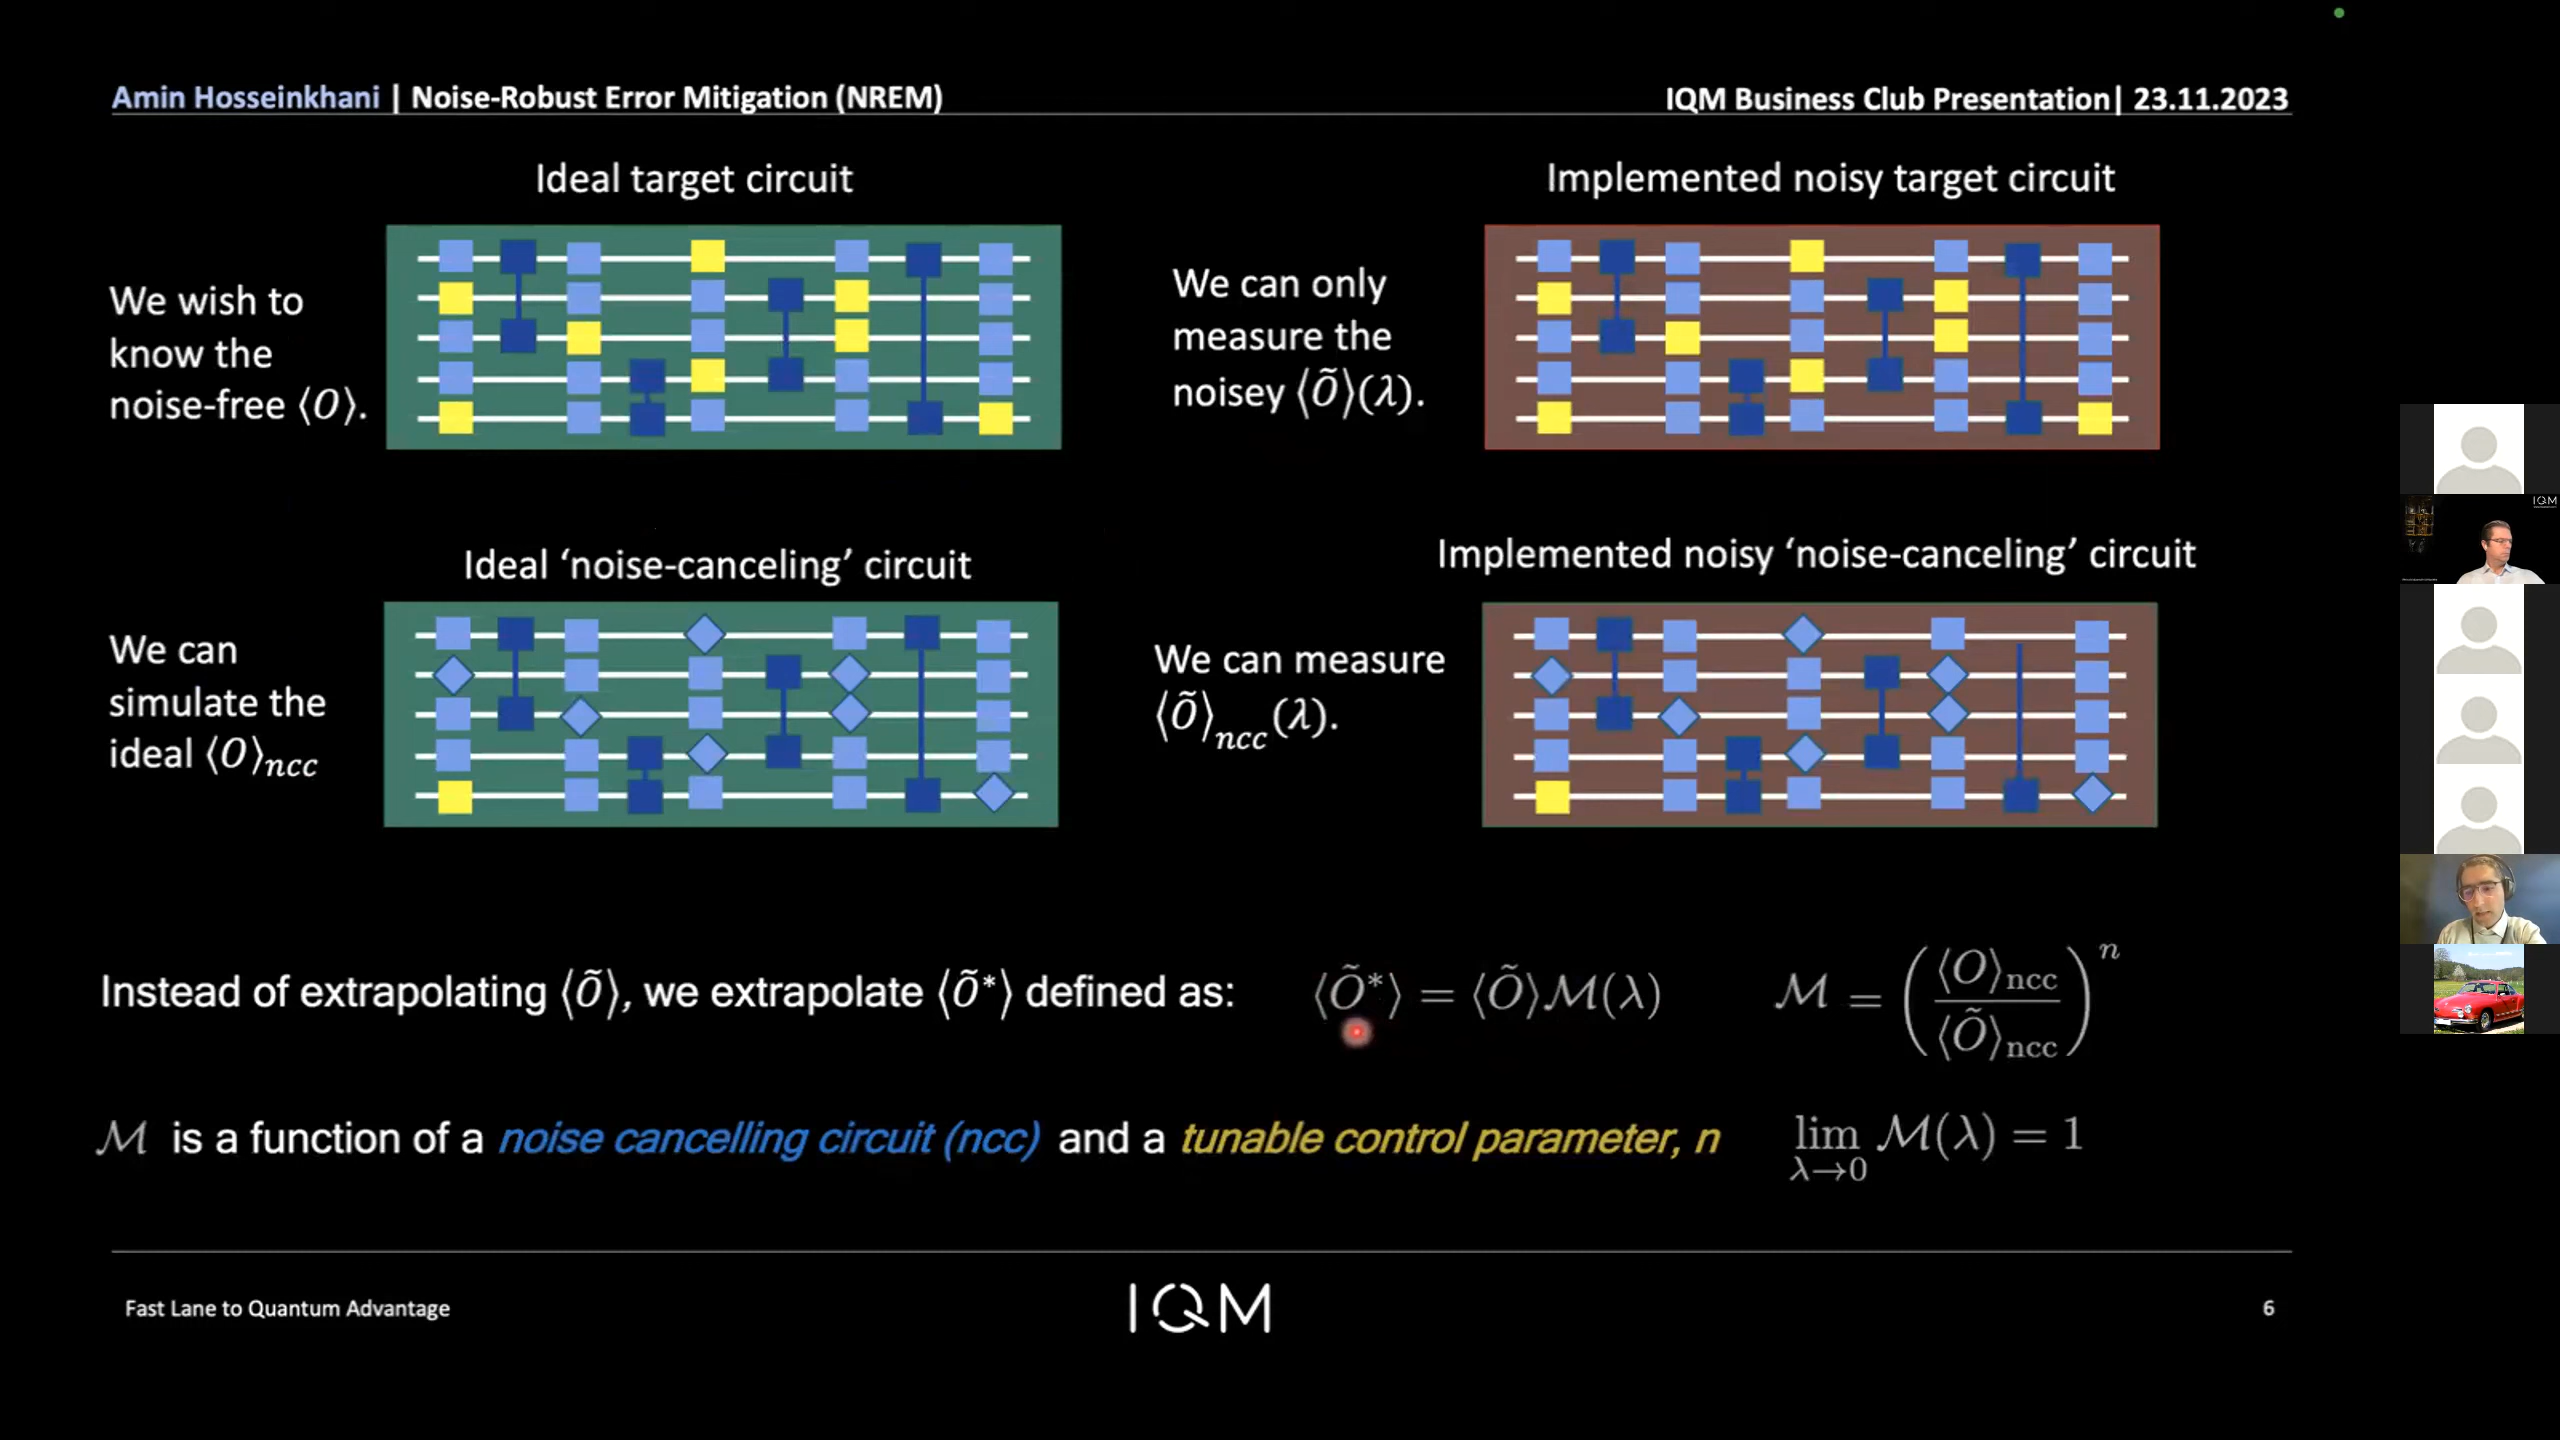 Amin Hosseinkhani | Noise-Robust Error Mitigation (NREM)
IQM Business Club Presentation| 23.11.2023
Ideal target circuit
We wish to
know the
noise-free ⟨O⟩.
Implemented noisy target circuit
We can only
measure the
noisey ⟨Õ⟩(λ).
Ideal ‘noise-canceling’ circuit
We can
simulate the
ideal ⟨O⟩ncc
Implemented noisy ‘noise-canceling’ circuit
We can measure
⟨Õ⟩ncc(λ).
Instead of extrapolating ⟨Õ⟩, we extrapolate ⟨Õ*⟩ defined as: ⟨Õ*⟩ = ⟨Õ⟩ℳ(λ) ℳ = (⟨O⟩ncc / ⟨Õ⟩ncc)^n
ℳ is a function of a noise cancelling circuit (ncc) and a tunable control parameter, n lim λ→0 ℳ(λ) = 1
Fast Lane to Quantum Advantage
IQM
6
IQM